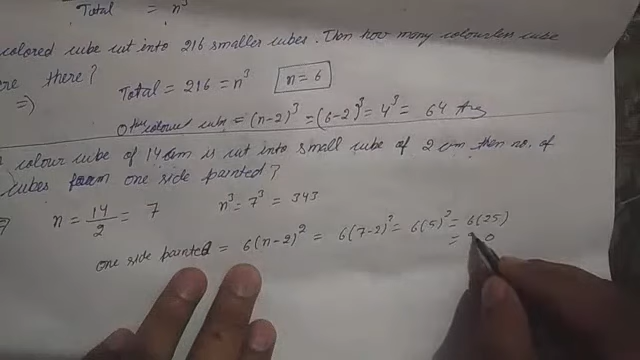 Total = n³
colored cube cut into 216 smaller cubes. Then how many colourless cube
are there?
⇒) Total = 216 = n³ n = 6
coloured cube = (n-2)³ = (6-2)³ = 4³ = 64 Ans
colour cube of 14 cm is cut into small cube of 2 cm then no. of
cubes from one side painted?
n = 14/2 = 7 n³ = 7³ = 343
one side painted = 6(n-2)² = 6(7-2)² = 6(5)² = 6(25)
=